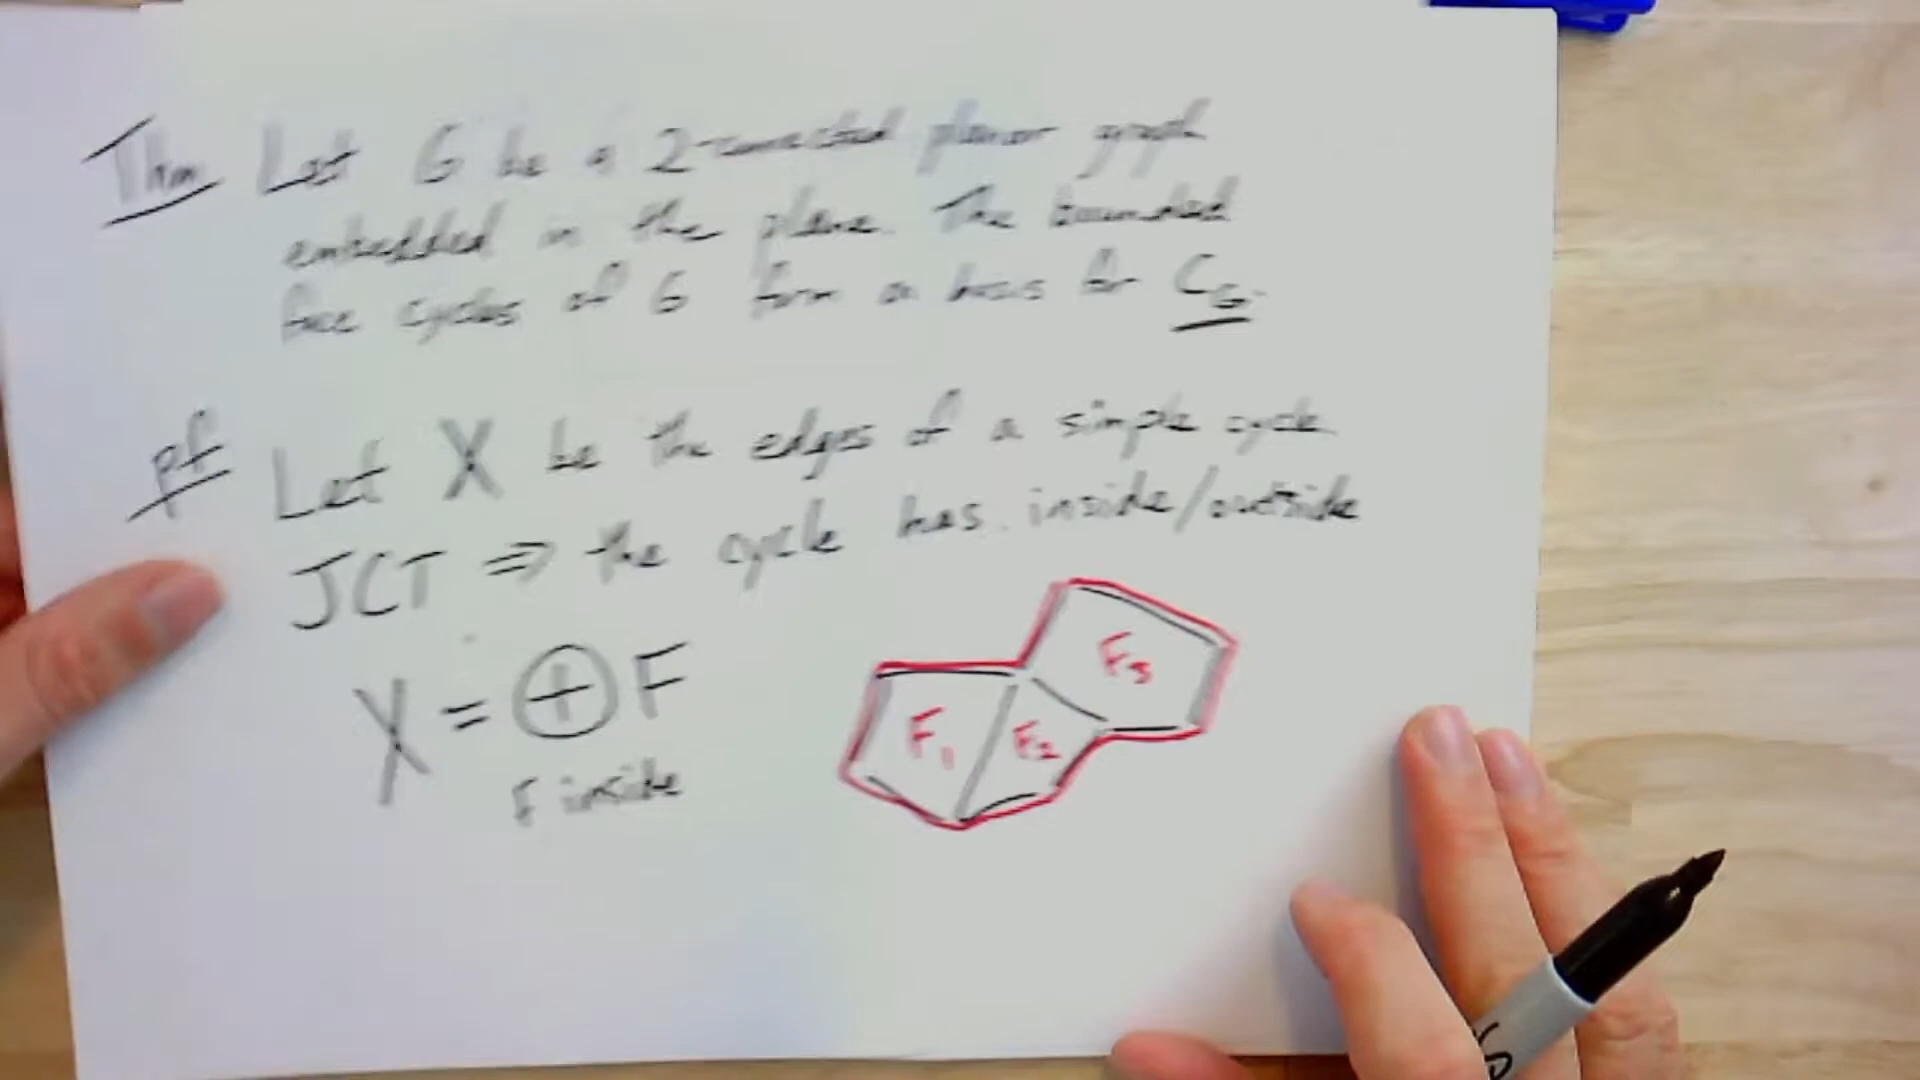 Thm Let G be a 2-connected planar graph
embedded in the plane. The bounded
face cycles of G form a basis for C_G.
pf Let X be the edges of a simple cycle
JCT ⇒ the cycle has inside/outside
X = ⊕ F
F inside
F₁ F₂ F₃